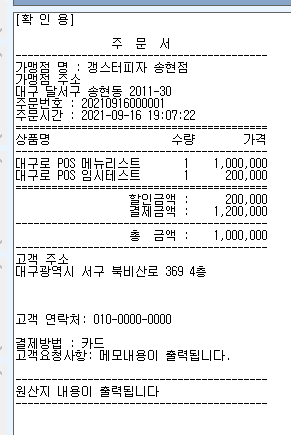 [확 인 용]
주 문 서
가맹점 명 : 갱스터피자 송현점
가맹점 주소
대구 달서구 송현동 2011-30
주문번호 : 20210916000001
주문시간 : 2021-09-16 19:07:22
상품명 수량 가격
대구로 POS 메뉴리스트 1 1,000,000
대구로 POS 임시테스트 1 200,000
할인금액 : 200,000
결제금액 : 1,200,000
총 금액 : 1,000,000
고객 주소
대구광역시 서구 북비산로 369 4층
고객 연락처: 010-0000-0000
결제방법 : 카드
고객요청사항: 메모내용이 출력됩니다.
원산지 내용이 출력됩니다